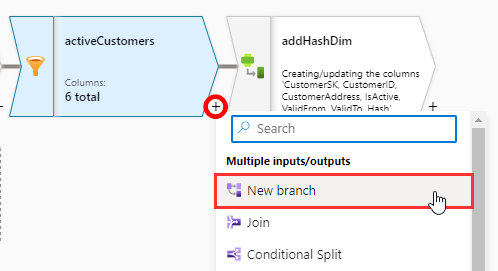 activeCustomers
Columns:
6 total
addHashDim
Creating/updating the columns
'CustomerSK, CustomerID,
CustomerAddress, IsActive,
ValidFrom, ValidTo, Hash'
Search
Multiple inputs/outputs
New branch
Join
Conditional Split